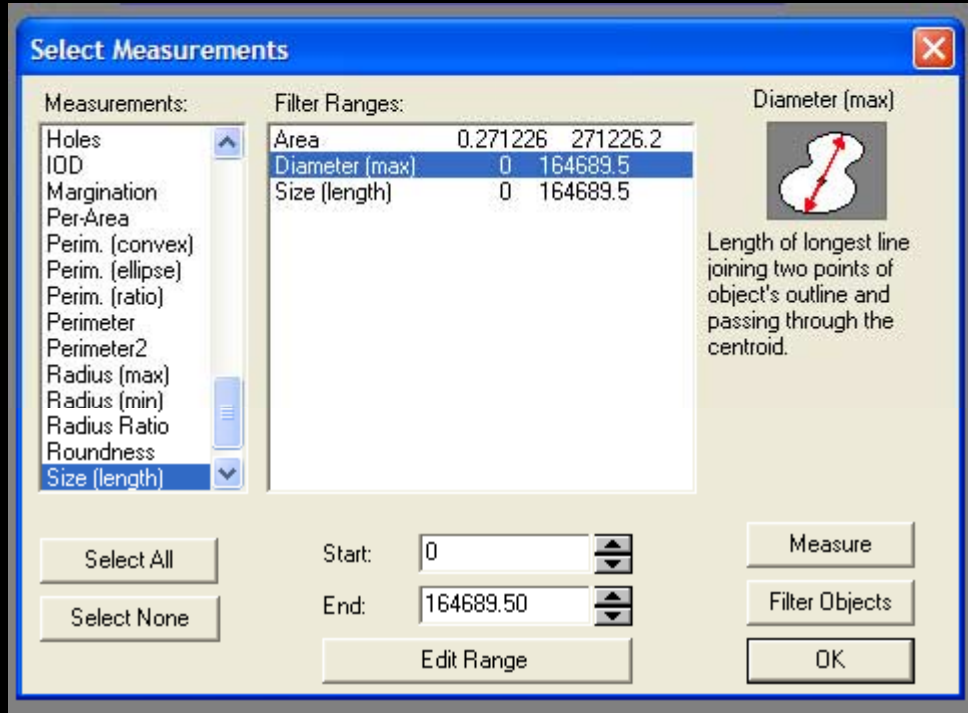 Select Measurements
Measurements:
Holes
IOD
Margination
Per-Area
Perim. (convex)
Perim. (ellipse)
Perim. (ratio)
Perimeter
Perimeter2
Radius (max)
Radius (min)
Radius Ratio
Roundness
Size (length)
Filter Ranges:
Area 0.271226 271226.2
Diameter (max) 0 164689.5
Size (length) 0 164689.5
Diameter (max)
Length of longest line
joining two points of
object's outline and
passing through the
centroid.
Select All
Select None
Start: 0
End: 164689.50
Edit Range
Measure
Filter Objects
OK